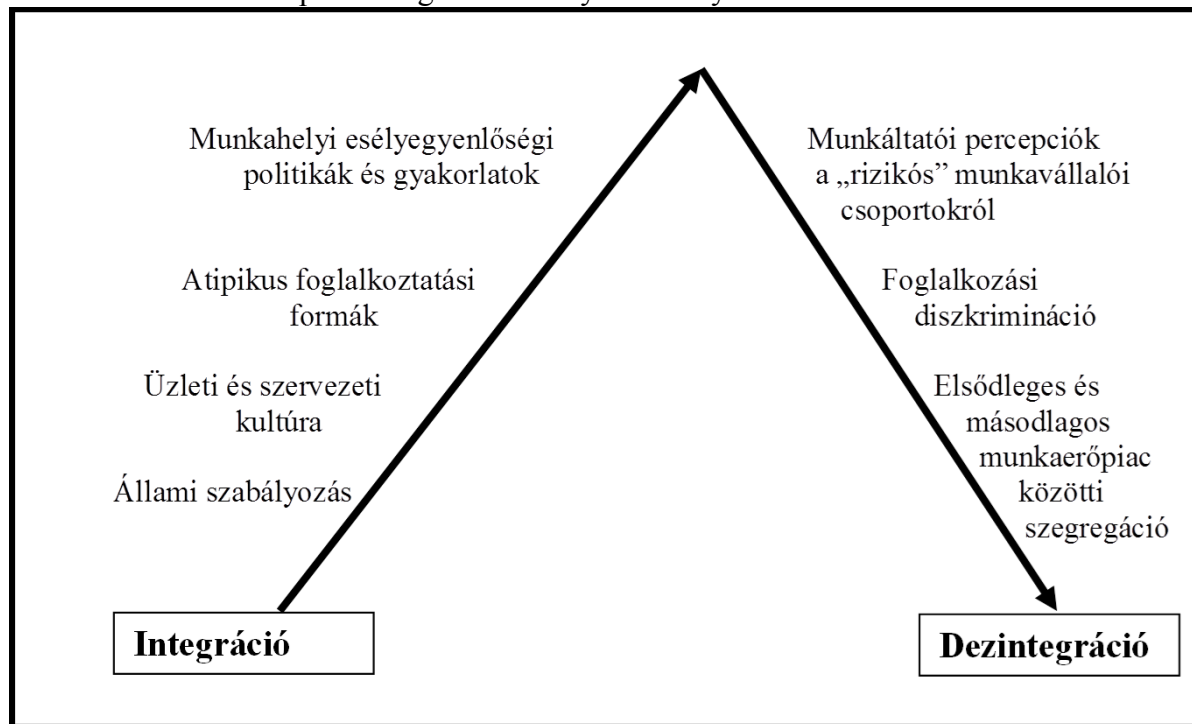 Munkahelyi esélyegyenlőségi
politikák és gyakorlatok
Atipikus foglalkoztatási
formák
Üzleti és szervezeti
kultúra
Állami szabályozás
Integráció
Munkáltatói percepciók
a „rizikós” munkavállalói
csoportokról
Foglalkozási
diszkrimináció
Elsődleges és
másodlagos
munkaerőpiac
közötti
szegregáció
Dezintegráció